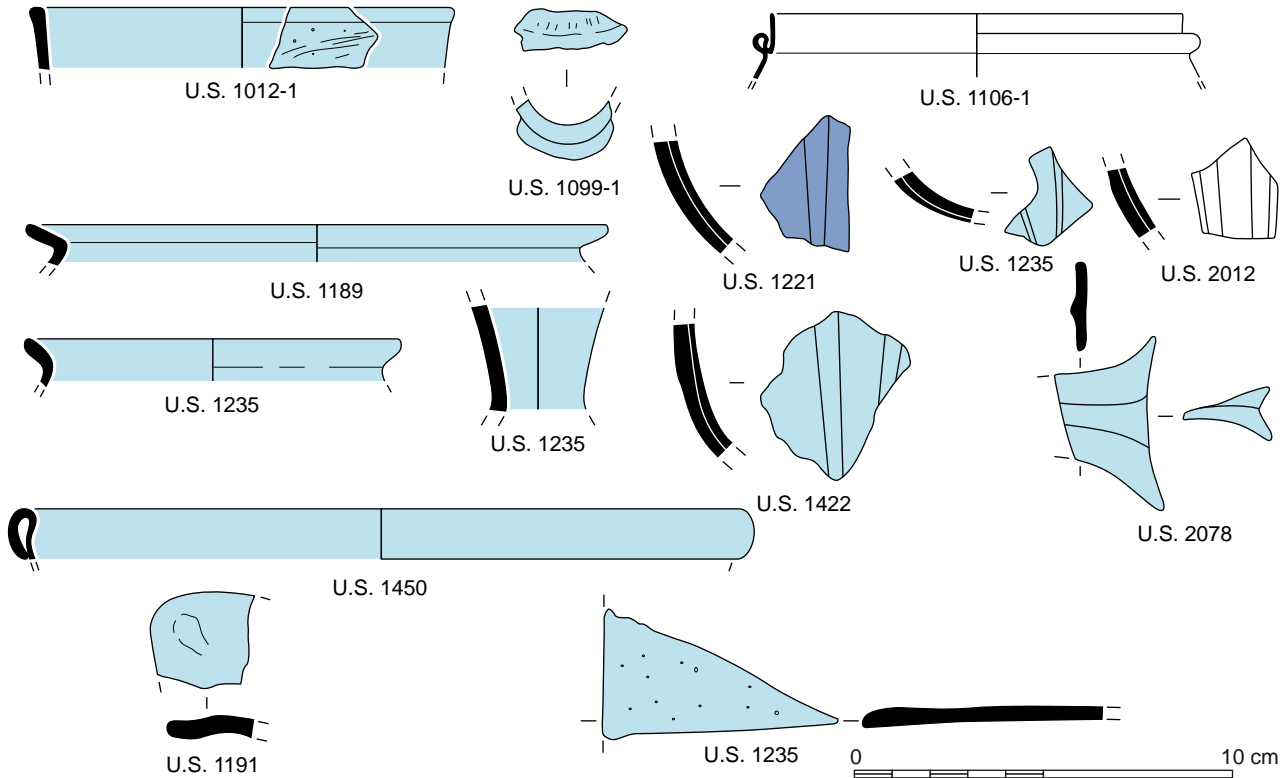 U.S. 1012-1
U.S. 1099-1
U.S. 1106-1
U.S. 1189
U.S. 1221
U.S. 1235
U.S. 2012
U.S. 1235
U.S. 1235
U.S. 1422
U.S. 2078
U.S. 1450
U.S. 1191
U.S. 1235
0 10 cm